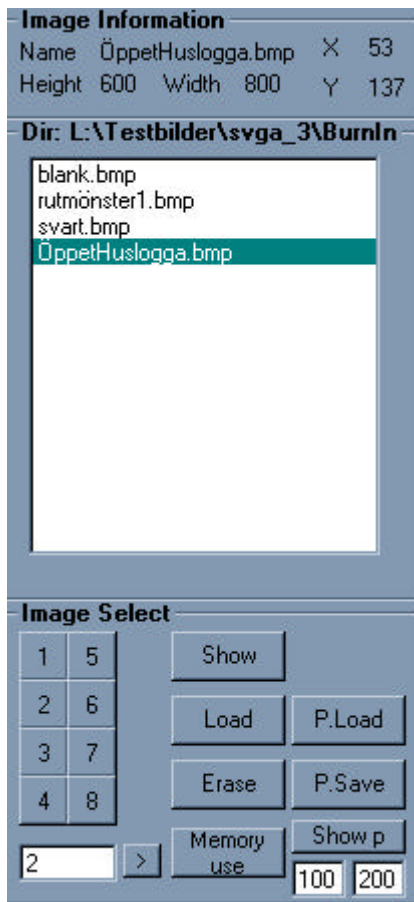 Image Information
Name ÖppetHuslogga.bmp X 53
Height 600 Width 800 Y 137
Dir: L:\Testbilder\svga_3\BurnIn
blank.bmp
rutmönster1.bmp
svart.bmp
ÖppetHuslogga.bmp
Image Select
1 5 Show
2 6 Load P.Load
3 7
4 8 Erase P.Save
2 > Memory use Show p
100 200